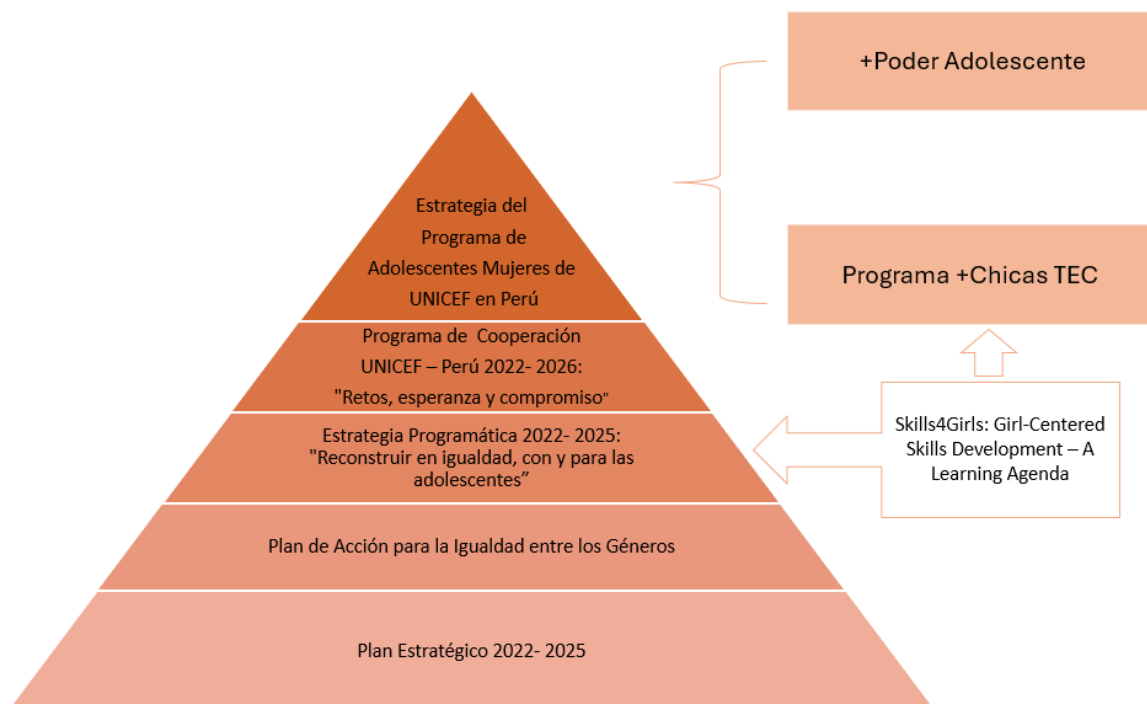 +Poder Adolescente
Estrategia del
Programa de
Adolescentes Mujeres de
UNICEF en Perú
Programa +Chicas TEC
Programa de Cooperación
UNICEF – Perú 2022- 2026:
"Retos, esperanza y compromiso"
Estrategia Programática 2022- 2025:
"Reconstruir en igualdad, con y para las
adolescentes”
Skills4Girls: Girl-Centered
Skills Development – A
Learning Agenda
Plan de Acción para la Igualdad entre los Géneros
Plan Estratégico 2022- 2025